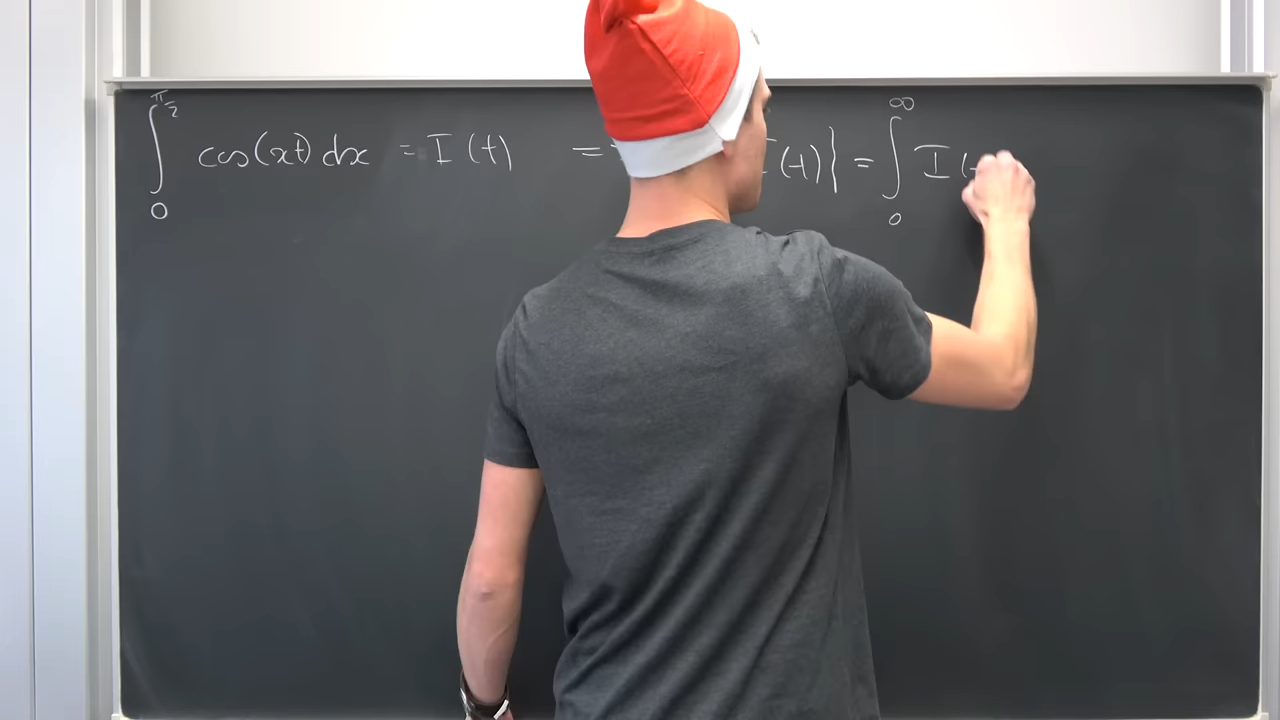 ∫₀^{π/2} cos(xt) dx = I(t) = I(t)} = ∫₀^∞ I(